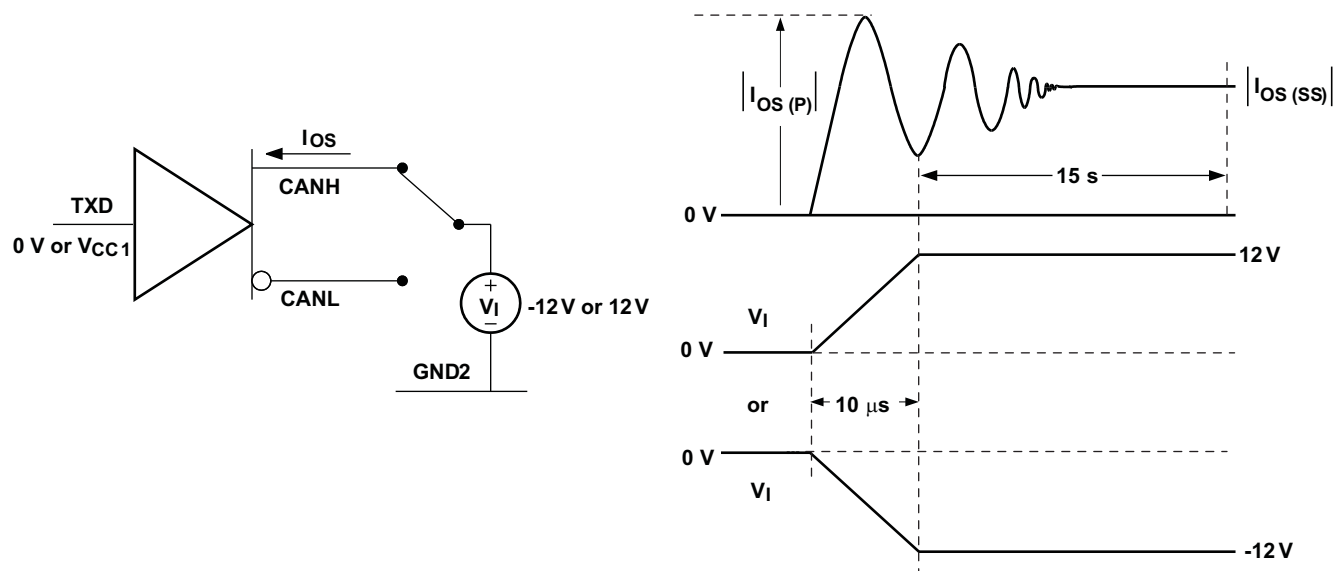 IOS
CANH
TXD
0 V or VCC1
CANL
+
VI
–
-12 V or 12 V
GND2
|IOS (P)|
|IOS (SS)|
15 s
0 V
12 V
VI
0 V
or
10 μs
0 V
VI
-12 V